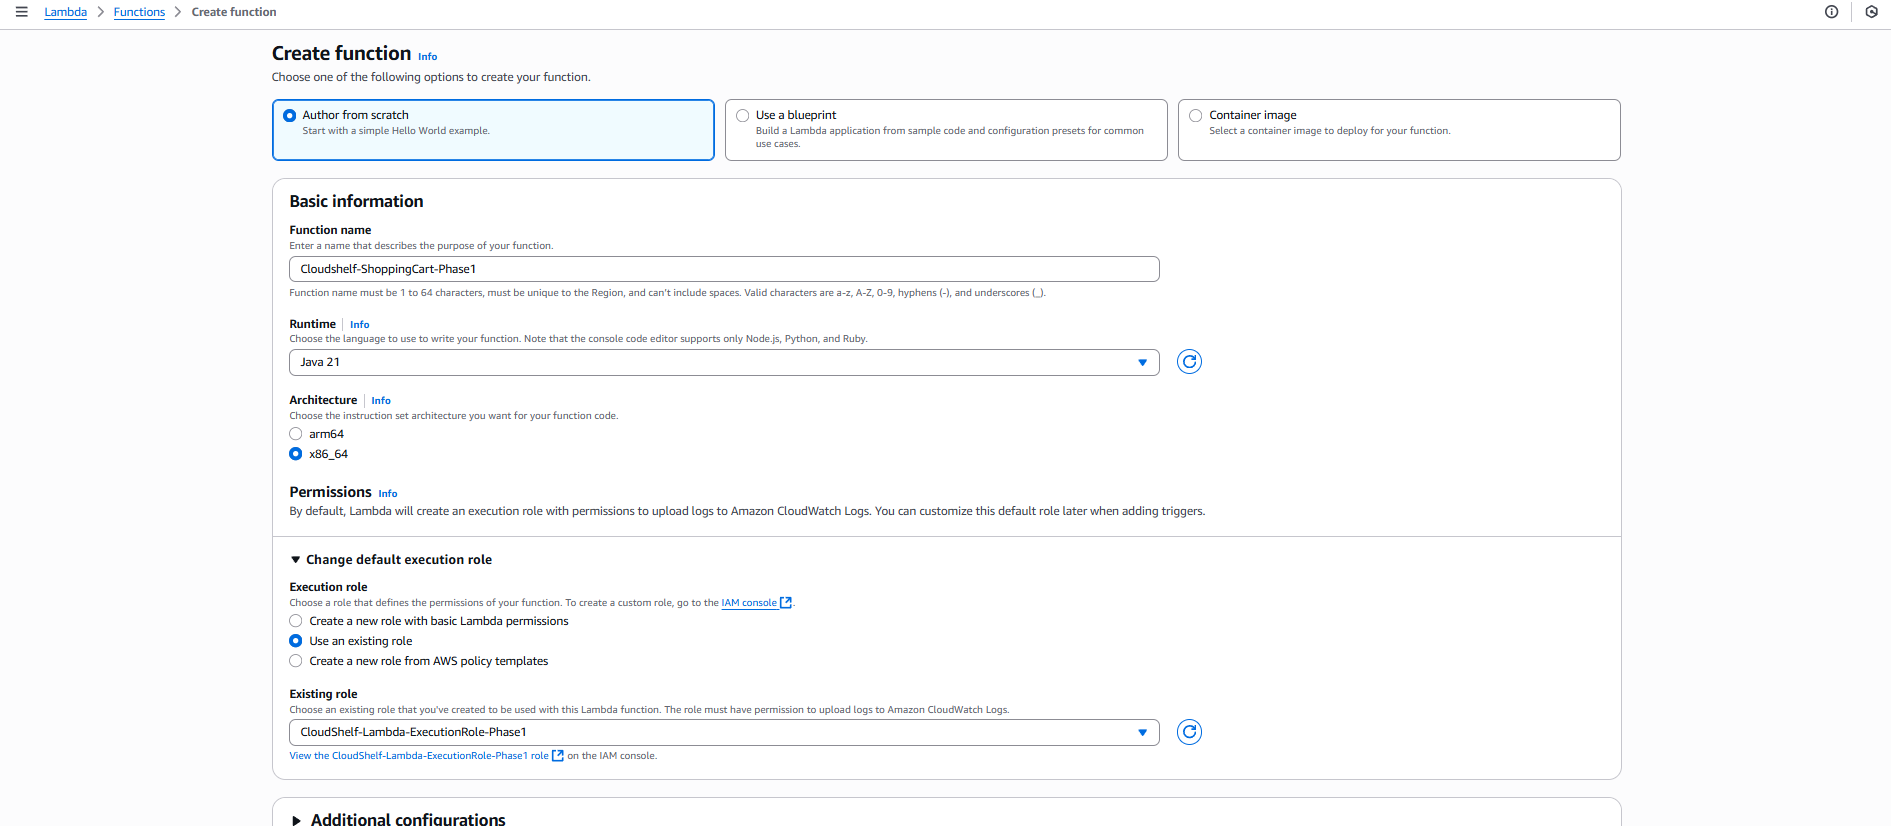 Lambda > Functions > Create function
Create function Info
Choose one of the following options to create your function.
Author from scratch
Start with a simple Hello World example.
Use a blueprint
Build a Lambda application from sample code and configuration presets for common
use cases.
Container image
Select a container image to deploy for your function.
Basic information
Function name
Enter a name that describes the purpose of your function.
Cloudshelf-ShoppingCart-Phase1
Function name must be 1 to 64 characters, must be unique to the Region, and can't include spaces. Valid characters are a-z, A-Z, 0-9, hyphens (-), and underscores (_).
Runtime Info
Choose the language to use to write your function. Note that the console code editor supports only Node.js, Python, and Ruby.
Java 21
Architecture Info
Choose the instruction set architecture you want for your function code.
arm64
x86_64
Permissions Info
By default, Lambda will create an execution role with permissions to upload logs to Amazon CloudWatch Logs. You can customize this default role later when adding triggers.
Change default execution role
Execution role
Choose a role that defines the permissions of your function. To create a custom role, go to the IAM console.
Create a new role with basic Lambda permissions
Use an existing role
Create a new role from AWS policy templates
Existing role
Choose an existing role that you've created to be used with this Lambda function. The role must have permission to upload logs to Amazon CloudWatch Logs.
CloudShelf-Lambda-ExecutionRole-Phase1
View the CloudShelf-Lambda-ExecutionRole-Phase1 role on the IAM console.
Additional configurations